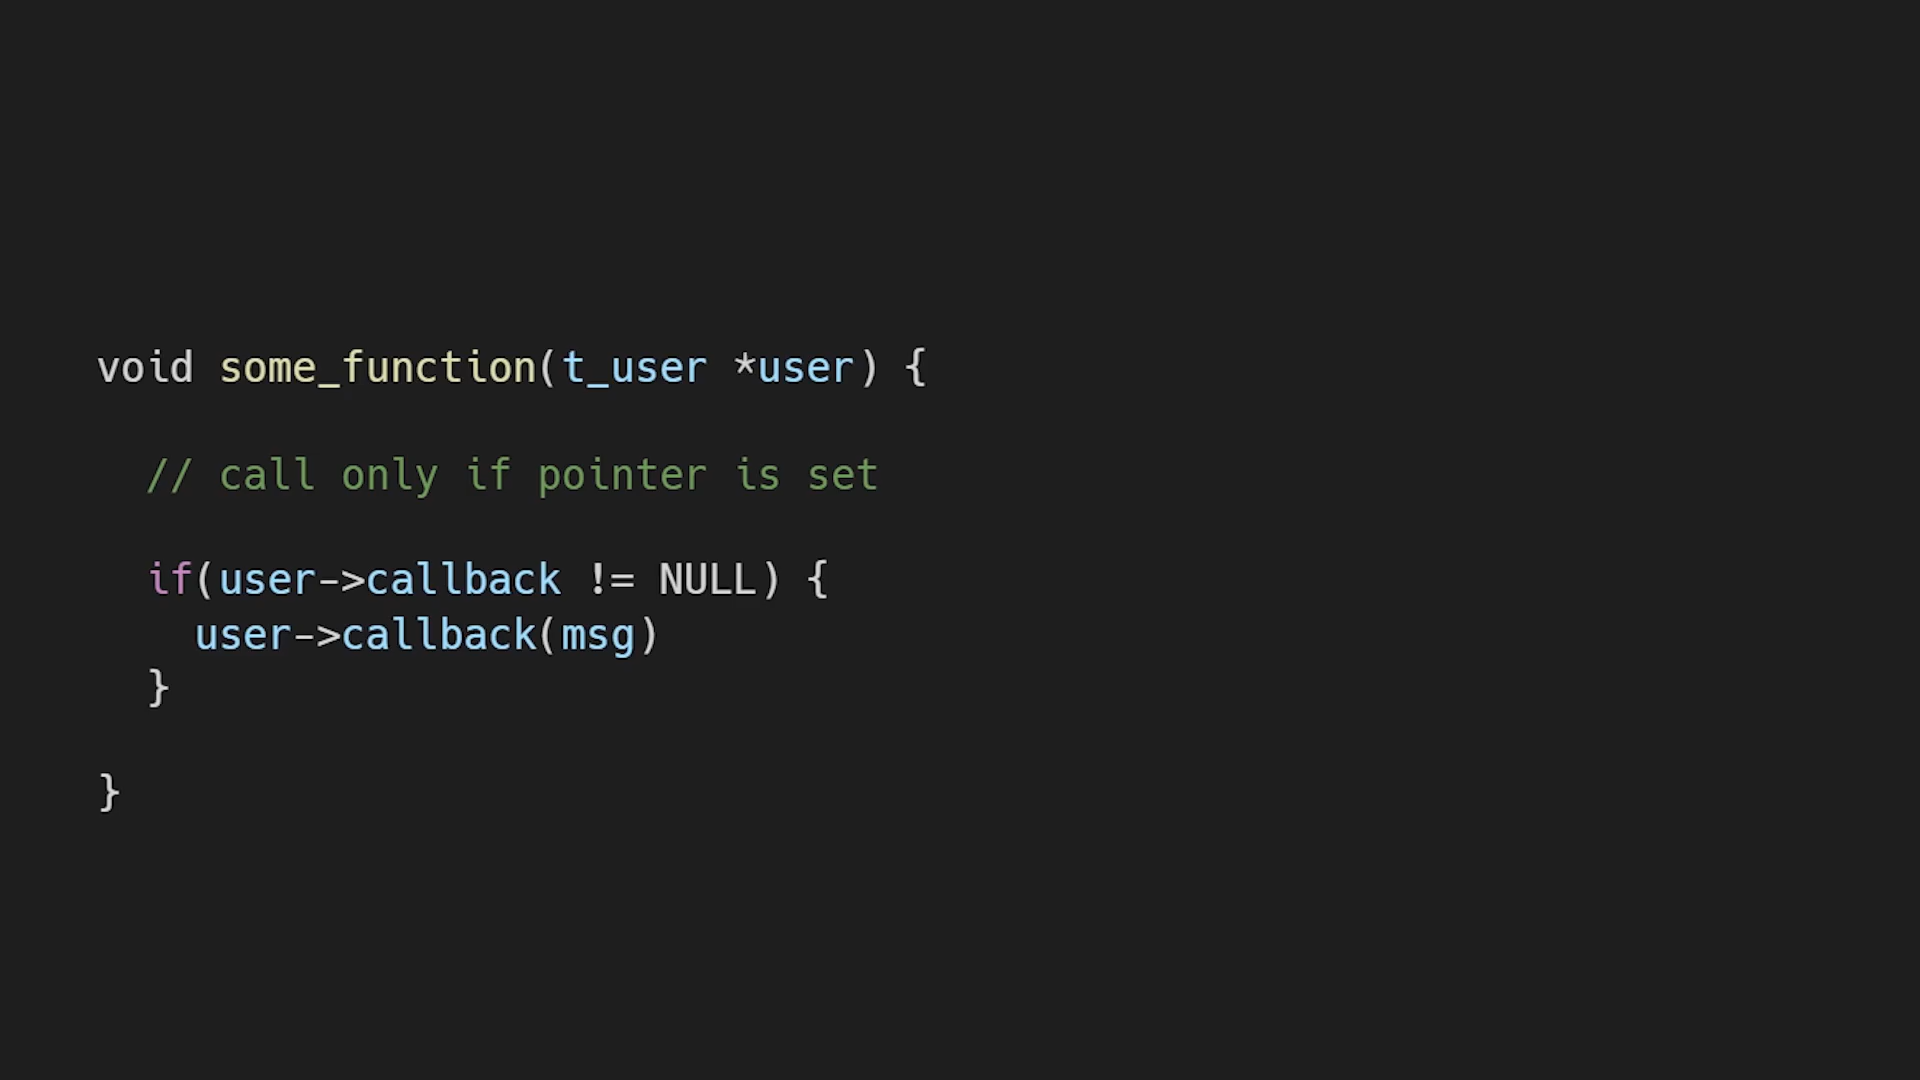 void some_function(t_user *user) {
// call only if pointer is set
if(user->callback != NULL) {
user->callback(msg)
}
}